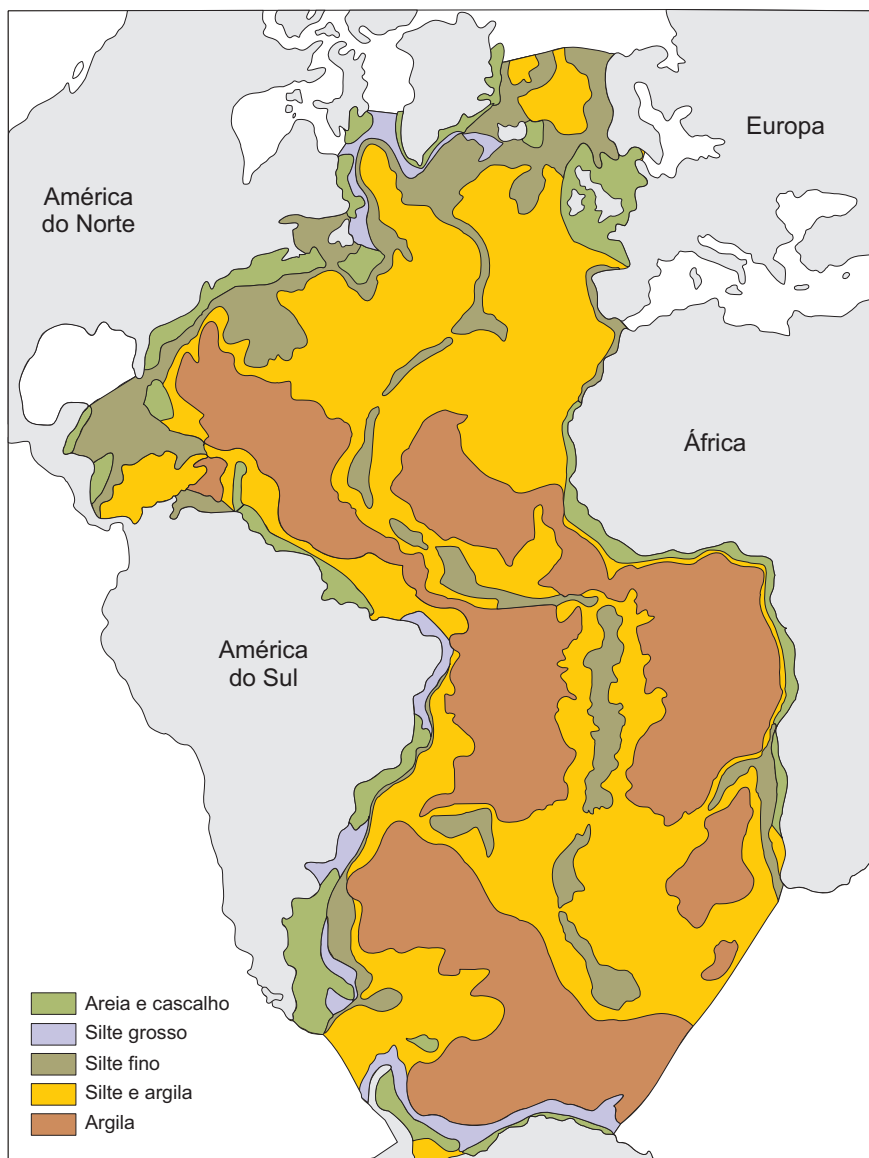 Europa
América
do Norte
África
América
do Sul
Areia e cascalho
Silte grosso
Silte fino
Silte e argila
Argila